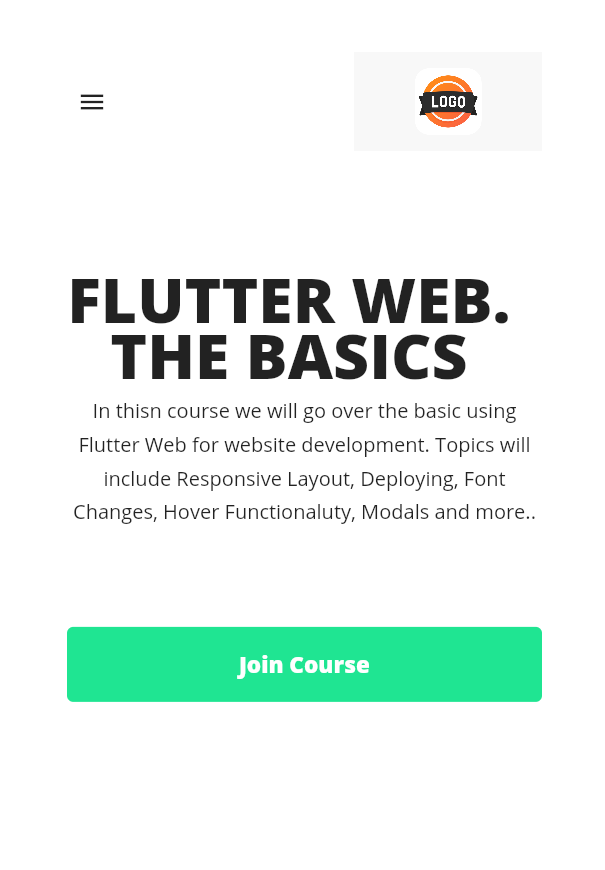 LOGO
FLUTTER WEB.
THE BASICS
In thisn course we will go over the basic using
Flutter Web for website development. Topics will
include Responsive Layout, Deploying, Font
Changes, Hover Functionaluty, Modals and more..
Join Course